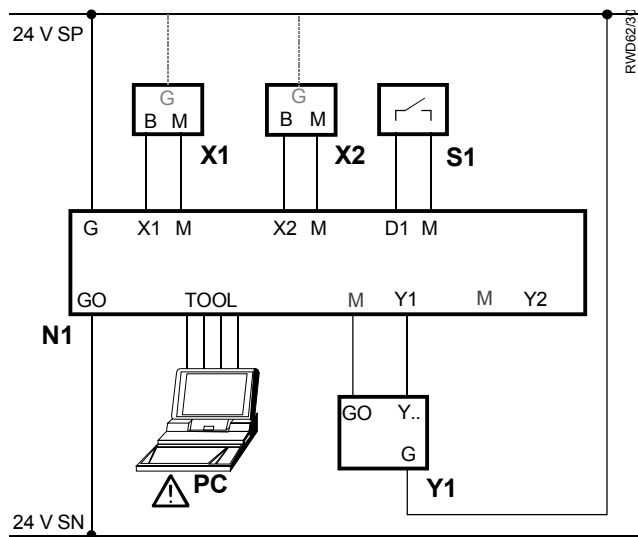 24 V SP
RWD62/3
G
G
B M
B M
X1
X2
S1
G X1 M X2 M D1 M
GO TOOL M Y1 M Y2
N1
GO Y..
G
PC
Y1
24 V SN